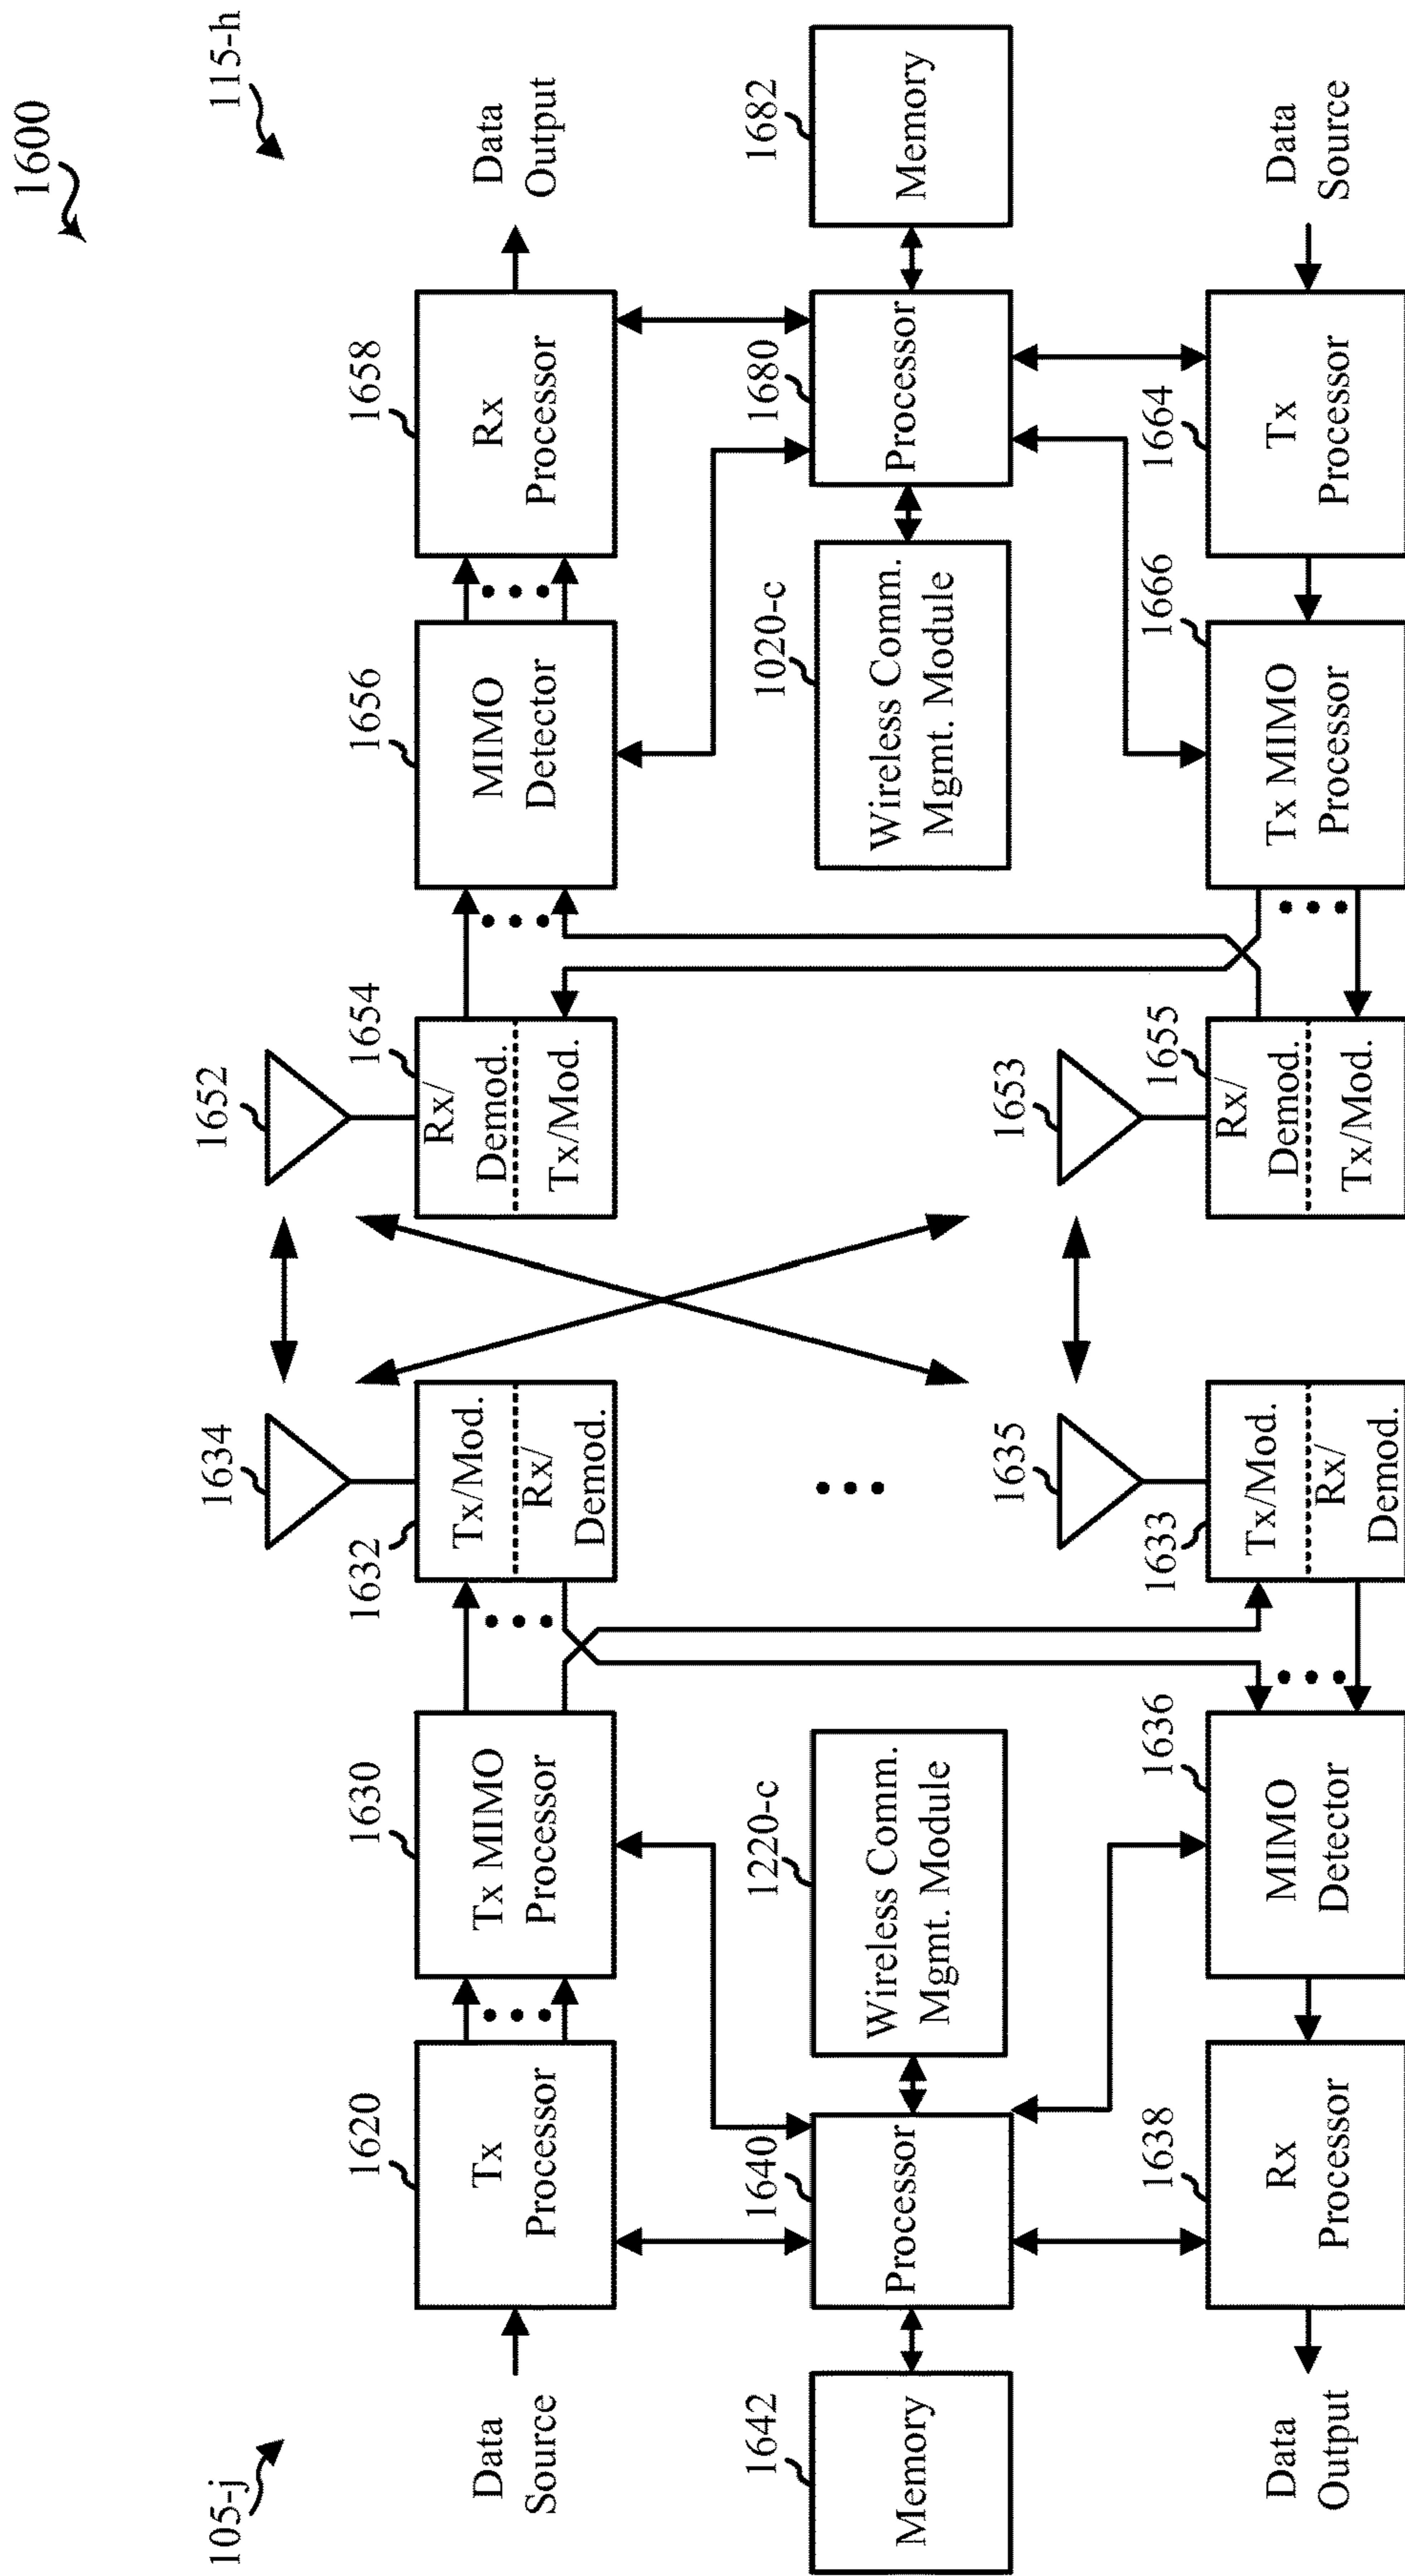 1600
105-j
115-h
1634
1652
1620
1630
1632
1654
1656
1658
Data
Source
Tx
Processor
Tx MIMO
Processor
Tx/Mod.
Rx/
Demod.
Rx/
Demod.
Tx/Mod.
MIMO
Detector
Rx
Processor
Data
Output
1642
1640
1220-c
1020-c
1680
1682
Memory
Processor
Wireless Comm.
Mgmt. Module
Wireless Comm.
Mgmt. Module
Processor
Memory
1635
1653
1638
1636
1633
1655
1666
1664
Data
Output
Rx
Processor
MIMO
Detector
Tx/Mod.
Rx/
Demod.
Rx/
Demod.
Tx/Mod.
Tx MIMO
Processor
Tx
Processor
Data
Source